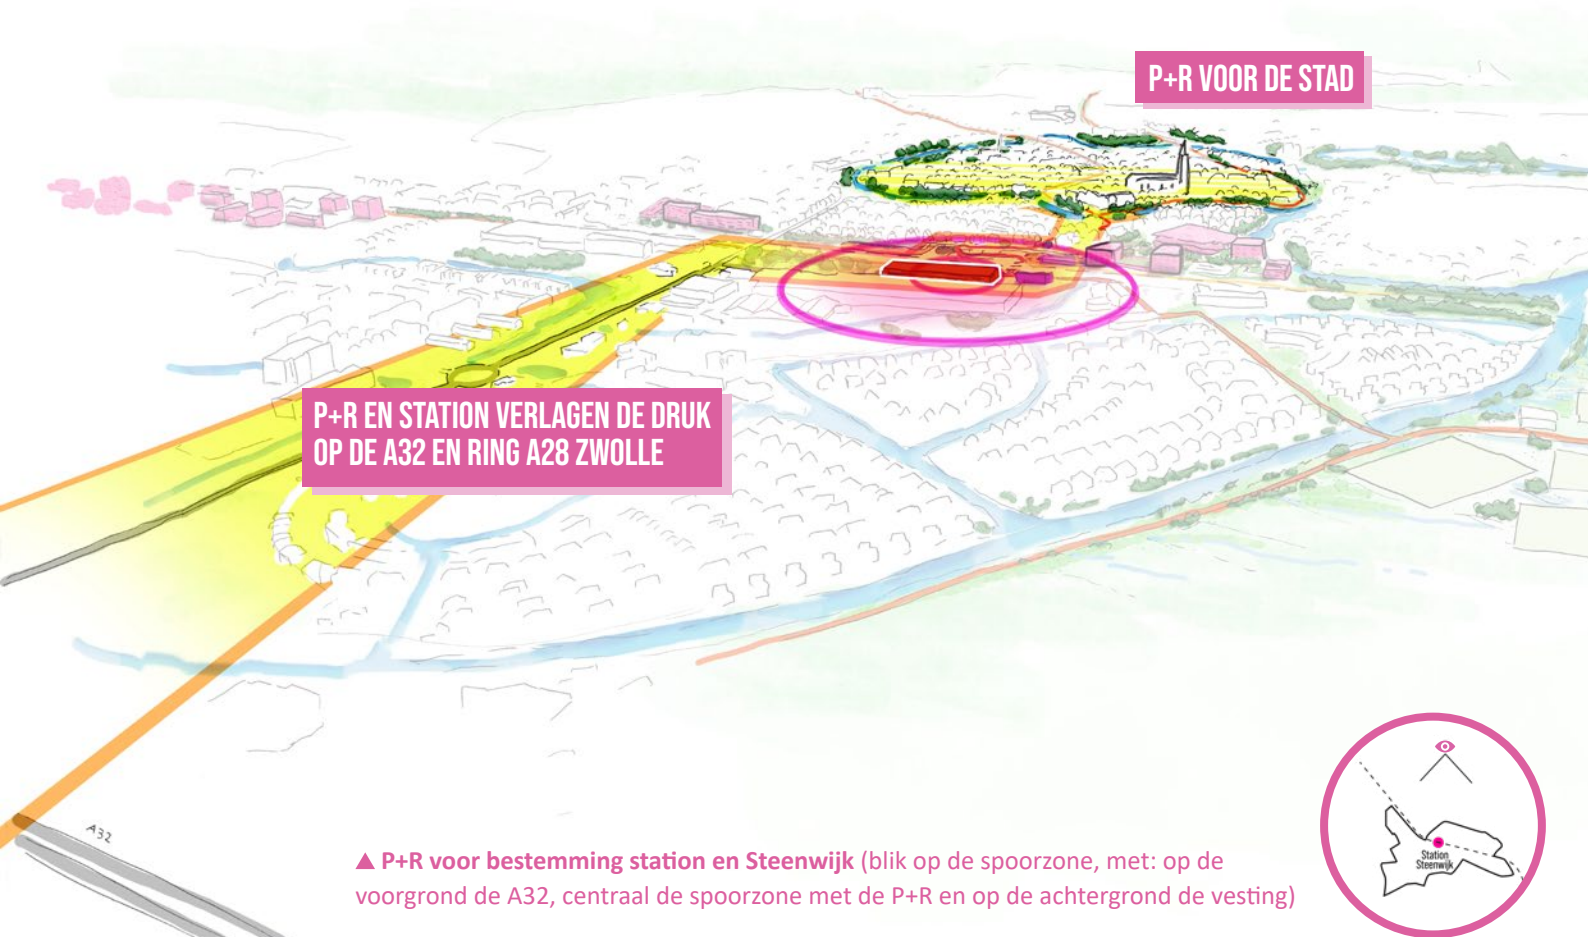 P+R VOOR DE STAD
P+R EN STATION VERLAGEN DE DRUK
OP DE A32 EN RING A28 ZWOLLE
A32
▲ P+R voor bestemming station en Steenwijk (blik op de spoorzone, met: op de
voorgrond de A32, centraal de spoorzone met de P+R en op de achtergrond de vesting)
Station
Steenwijk